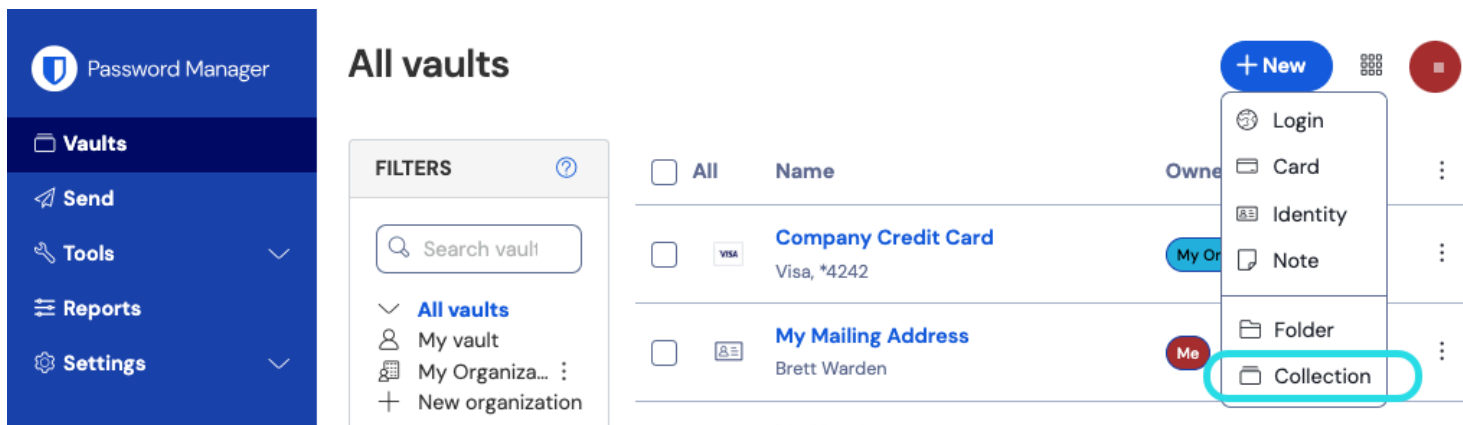 Password Manager
Vaults
Send
Tools
Reports
Settings
All vaults
New
FILTERS
Search vault
All vaults
My vault
My Organiza...
New organization
All Name Owne
VISA Company Credit Card My Or
Visa, *4242
My Mailing Address Me
Brett Warden
Login
Card
Identity
Note
Folder
Collection